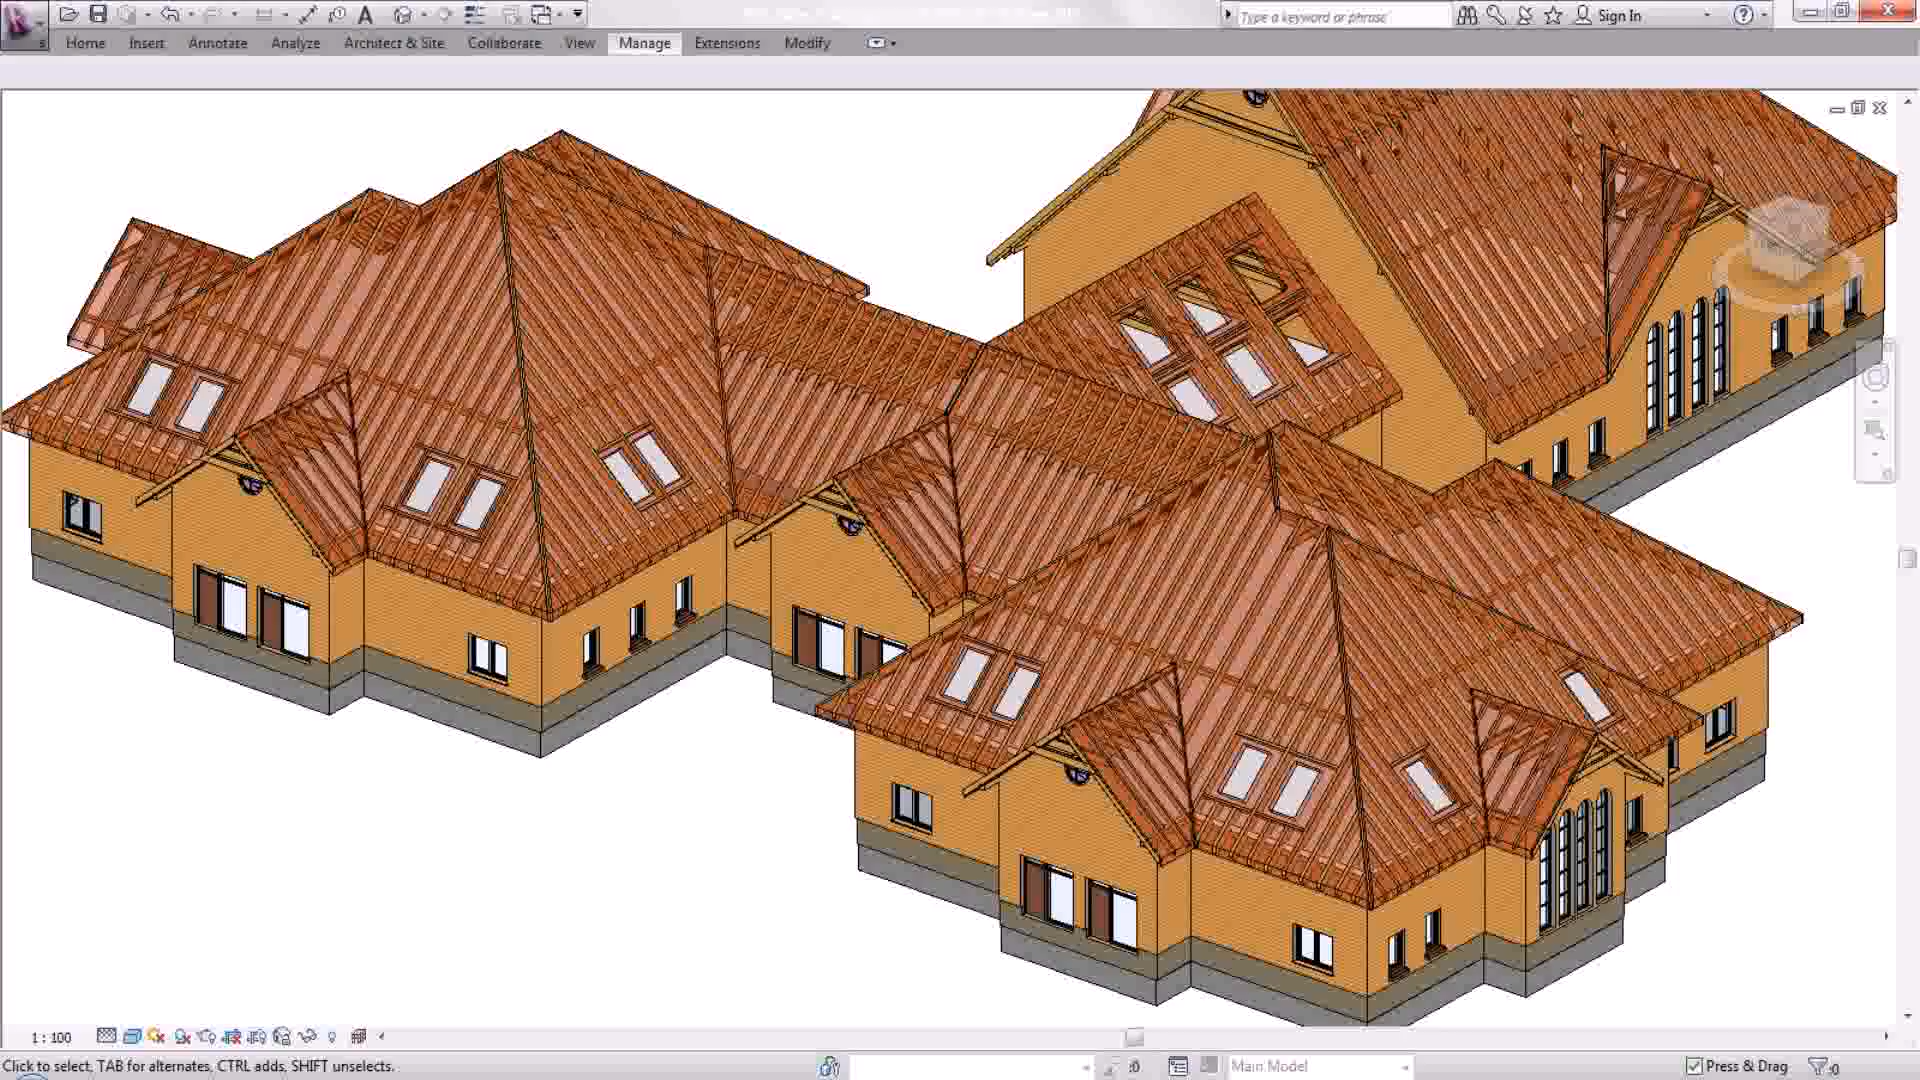 Type a keyword or phrase
Sign In
Home Insert Annotate Analyze Architect & Site Collaborate View Manage Extensions Modify
1 : 100
Click to select, TAB for alternates, CTRL adds, SHIFT unselects.
:0
Main Model
Press & Drag
:0